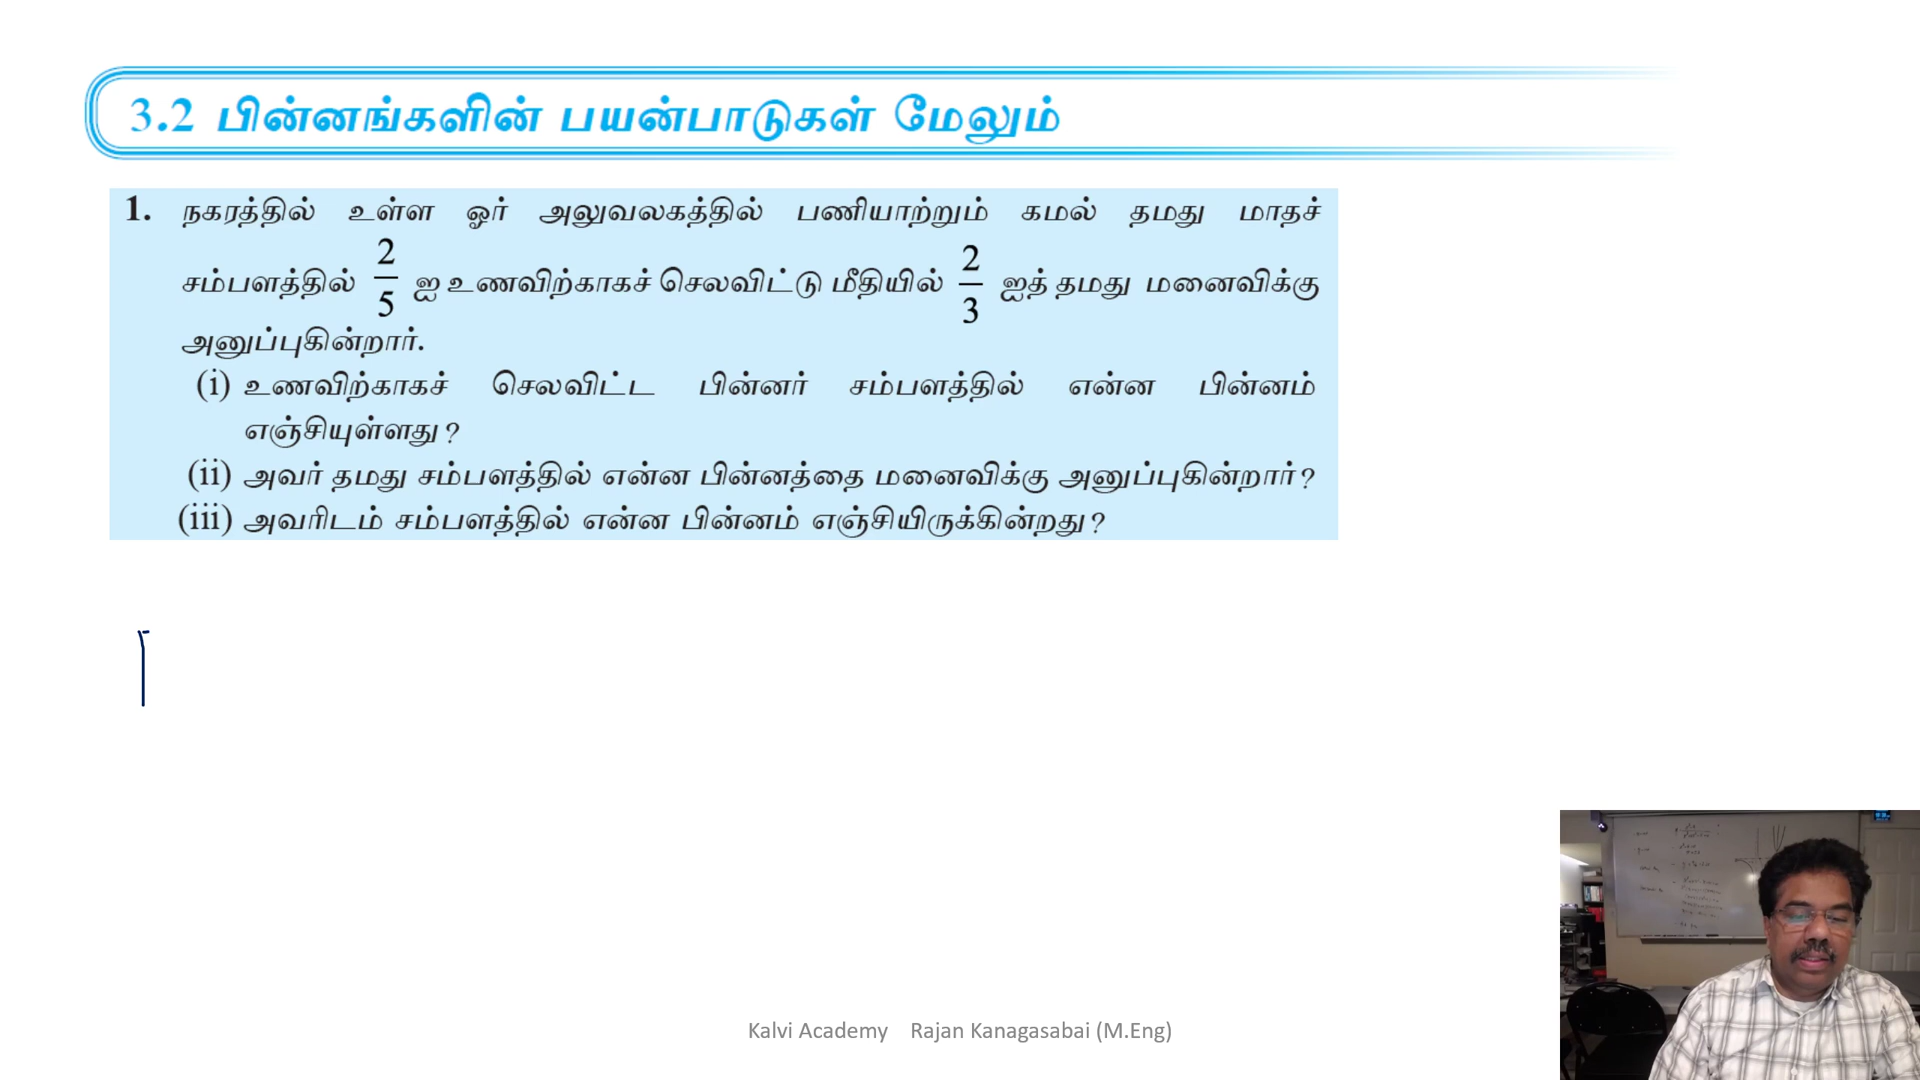 3.2 பின்னங்களின் பயன்பாடுகள் மேலும்
1. நகரத்தில் உள்ள ஓர் அலுவலகத்தில் பணியாற்றும் கமல் தமது மாதச்
சம்பளத்தில் 2/5 ஐ உணவிற்காகச் செலவிட்டு மீதியில் 2/3 ஐத் தமது மனைவிக்கு
அனுப்புகின்றார்.
(i) உணவிற்காகச் செலவிட்ட பின்னர் சம்பளத்தில் என்ன பின்னம்
எஞ்சியுள்ளது?
(ii) அவர் தமது சம்பளத்தில் என்ன பின்னத்தை மனைவிக்கு அனுப்புகின்றார்?
(iii) அவரிடம் சம்பளத்தில் என்ன பின்னம் எஞ்சியிருக்கின்றது?
Kalvi Academy Rajan Kanagasabai (M.Eng)